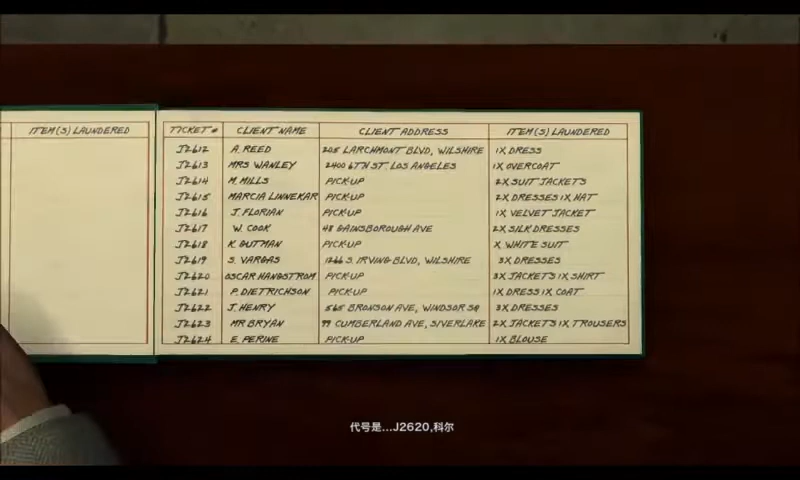 ITEM(S) LAUNDERED
TICKET # CLIENT NAME CLIENT ADDRESS ITEM(S) LAUNDERED
J2612 A. REED 205 LARCHMONT BLVD, WILSHIRE 1X DRESS
J2613 MRS WANLEY 2400 6TH ST. LOS ANGELES 1X OVERCOAT
J2614 M. MILLS PICK-UP 2X SUIT JACKETS
J2615 MARCIA LINNEKAR PICK-UP 2X DRESSES 1X HAT
J2616 J. FLORIAN PICK-UP 1X VELVET JACKET
J2617 W. COOK 48 GAINSBOROUGH AVE 2X SILK DRESSES
J2618 K. GUTMAN PICK-UP X WHITE SUIT
J2619 S. VARGAS 1266 S. IRVING BLVD, WILSHIRE 3X DRESSES
J2620 OSCAR HANGSTROM PICK-UP 3X JACKETS 1X SHIRT
J2621 P. DIETRICHSON PICK-UP 1X DRESS 1X COAT
J2622 J. HENRY 565 BRONSON AVE, WINDSOR SQ 3X DRESSES
J2623 MR BRYAN 99 CUMBERLAND AVE, SIVERLAKE 2X JACKETS 1X TROUSERS
J2624 E. PERINE PICK-UP 1X BLOUSE
代号是...J2620,科尔